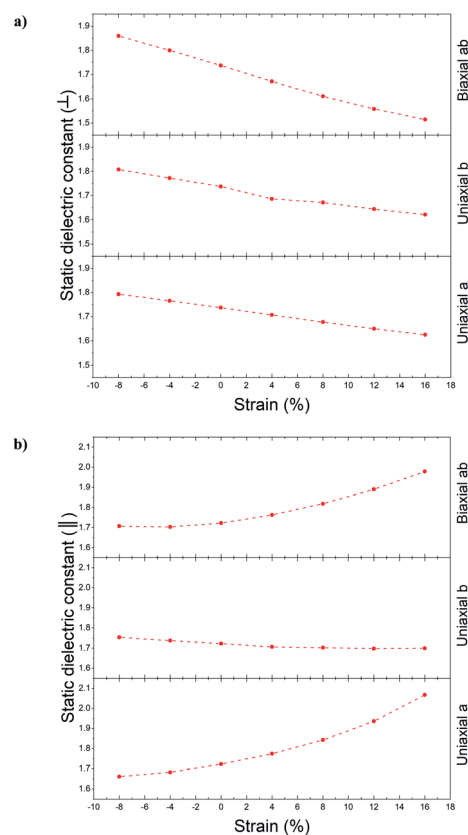 a)
Static dielectric constant (⊥)
1.9
1.8
1.7
1.6
1.5
Biaxial ab
1.9
1.8
1.7
1.6
1.5
Uniaxial b
1.9
1.8
1.7
1.6
1.5
Uniaxial a
-10 -8 -6 -4 -2 0 2 4 6 8 10 12 14 16 18
Strain (%)
b)
Static dielectric constant (||)
2.1
2.0
1.9
1.8
1.7
1.6
Biaxial ab
2.1
2.0
1.9
1.8
1.7
1.6
Uniaxial b
2.1
2.0
1.9
1.8
1.7
1.6
Uniaxial a
-10 -8 -6 -4 -2 0 2 4 6 8 10 12 14 16 18
Strain (%)